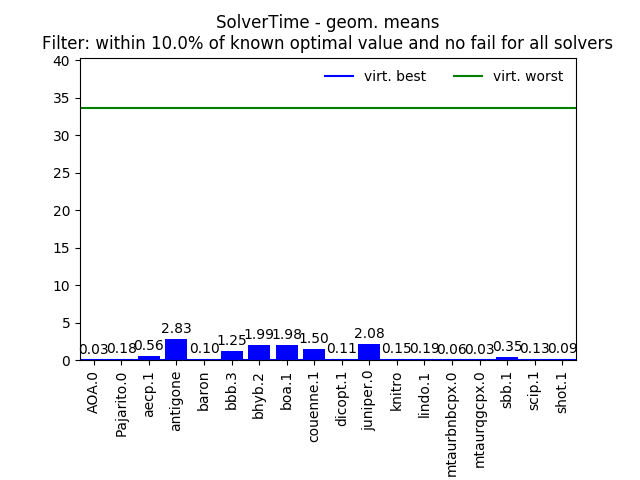 SolverTime - geom. means
Filter: within 10.0% of known optimal value and no fail for all solvers
virt. best
virt. worst
40
35
30
25
20
15
10
5
0
0.03
0.18
0.56
2.83
0.10
1.25
1.99
1.98
1.50
0.11
2.08
0.15
0.19
0.06
0.03
0.35
0.13
0.09
AOA.0
Pajarito.0
aecp.1
antigone
baron
bbb.3
bhyb.2
boa.1
couenne.1
dicopt.1
juniper.0
knitro
lindo.1
mtaurbnbcpx.0
mtaurqgcpx.0
sbb.1
scip.1
shot.1